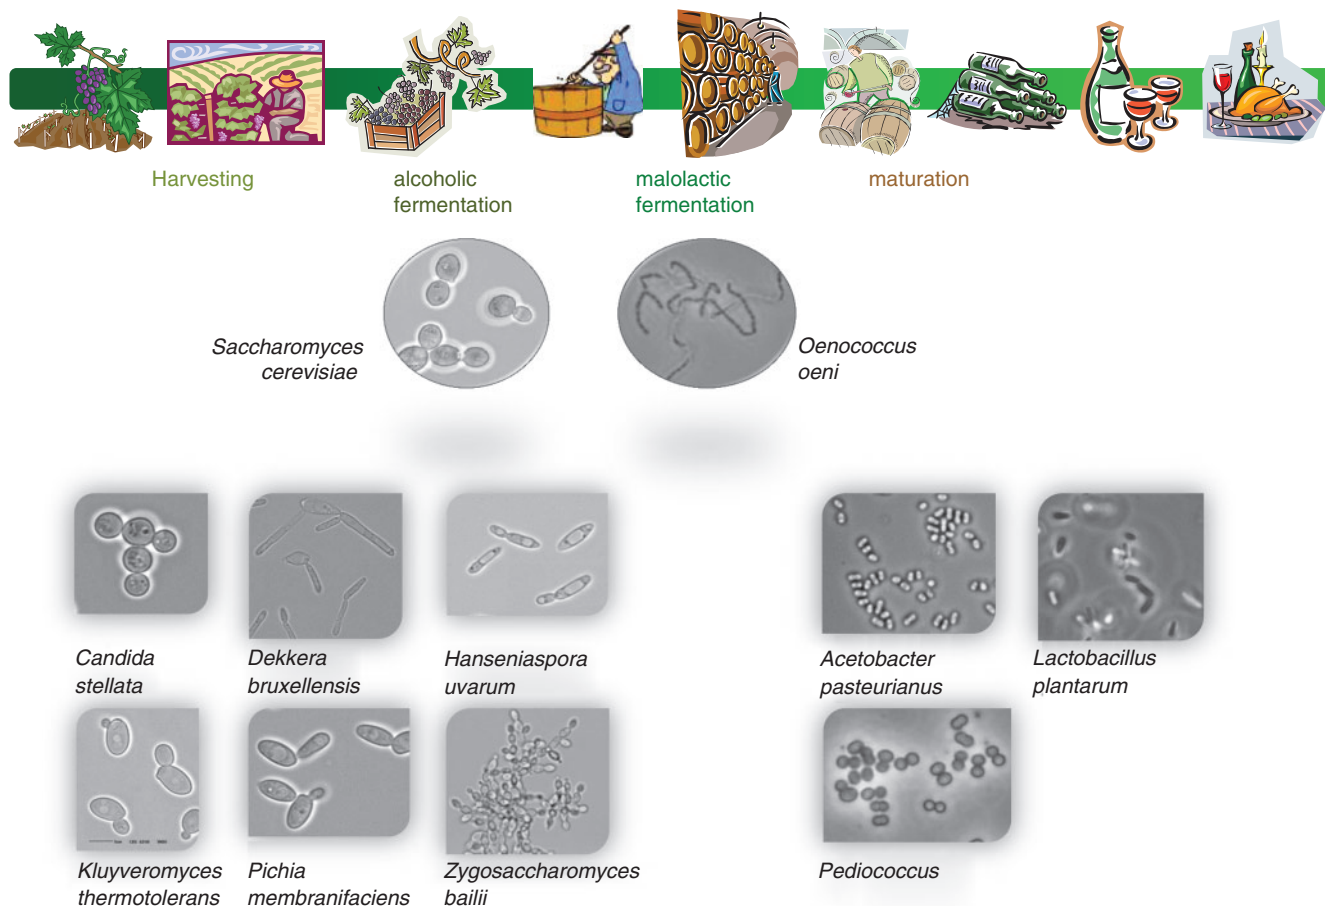 Harvesting
alcoholic
fermentation
malolactic
fermentation
maturation
Saccharomyces
cerevisiae
Oenococcus
oeni
Candida
stellata
Dekkera
bruxellensis
Hanseniaspora
uvarum
Acetobacter
pasteurianus
Lactobacillus
plantarum
Kluyveromyces
thermotolerans
Pichia
membranifaciens
Zygosaccharomyces
bailii
Pediococcus